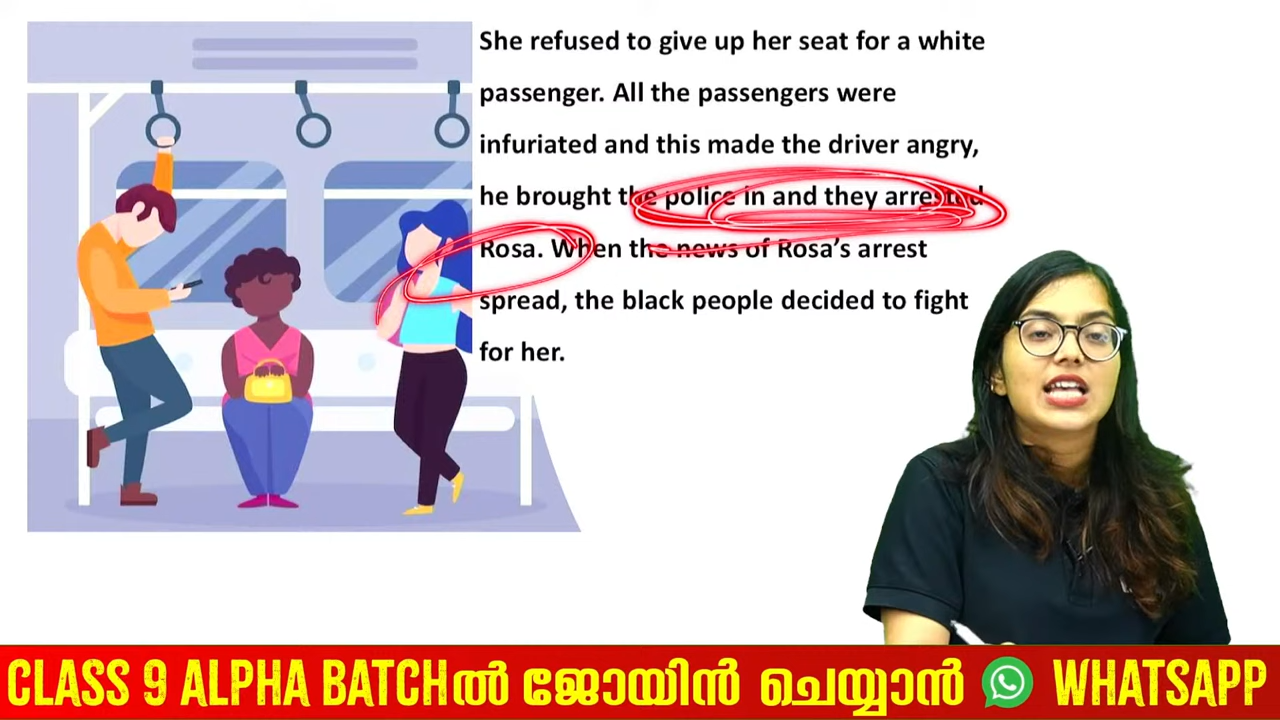 She refused to give up her seat for a white
passenger. All the passengers were
infuriated and this made the driver angry,
he brought the police in and they arrested
Rosa. When the news of Rosa’s arrest
spread, the black people decided to fight
for her.
CLASS 9 ALPHA BATCHൽ ജോയിൻ ചെയ്യാൻ WHATSAPP